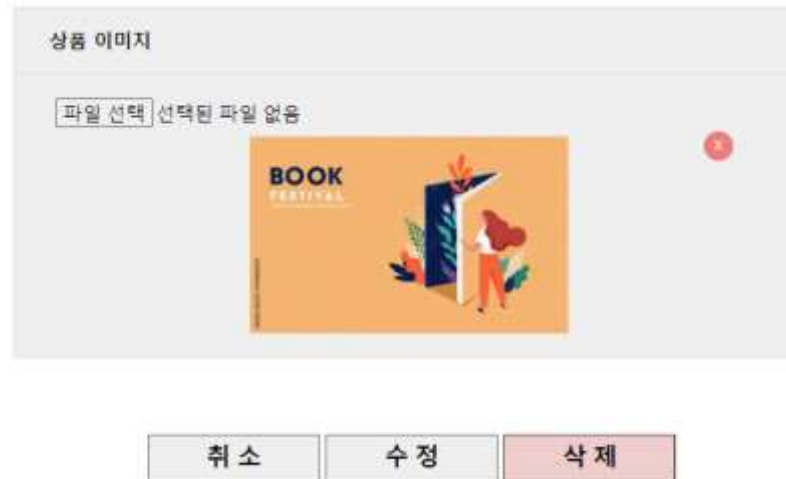 상품 이미지
파일 선택 선택된 파일 없음
x
BOOK
FESTIVAL
취 소
수 정
삭 제